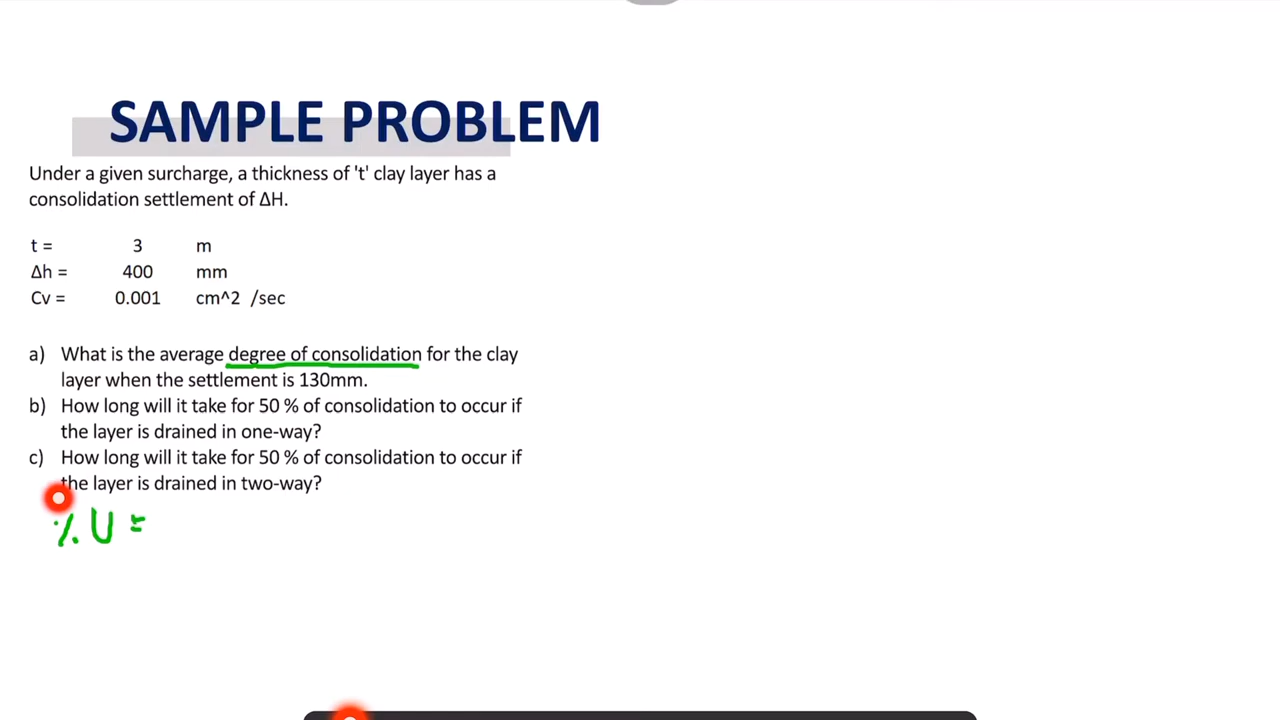 SAMPLE PROBLEM
Under a given surcharge, a thickness of 't' clay layer has a
consolidation settlement of ΔH.
t = 3 m
Δh = 400 mm
Cv = 0.001 cm^2 /sec
a) What is the average degree of consolidation for the clay
layer when the settlement is 130mm.
b) How long will it take for 50 % of consolidation to occur if
the layer is drained in one-way?
c) How long will it take for 50 % of consolidation to occur if
the layer is drained in two-way?
% U =